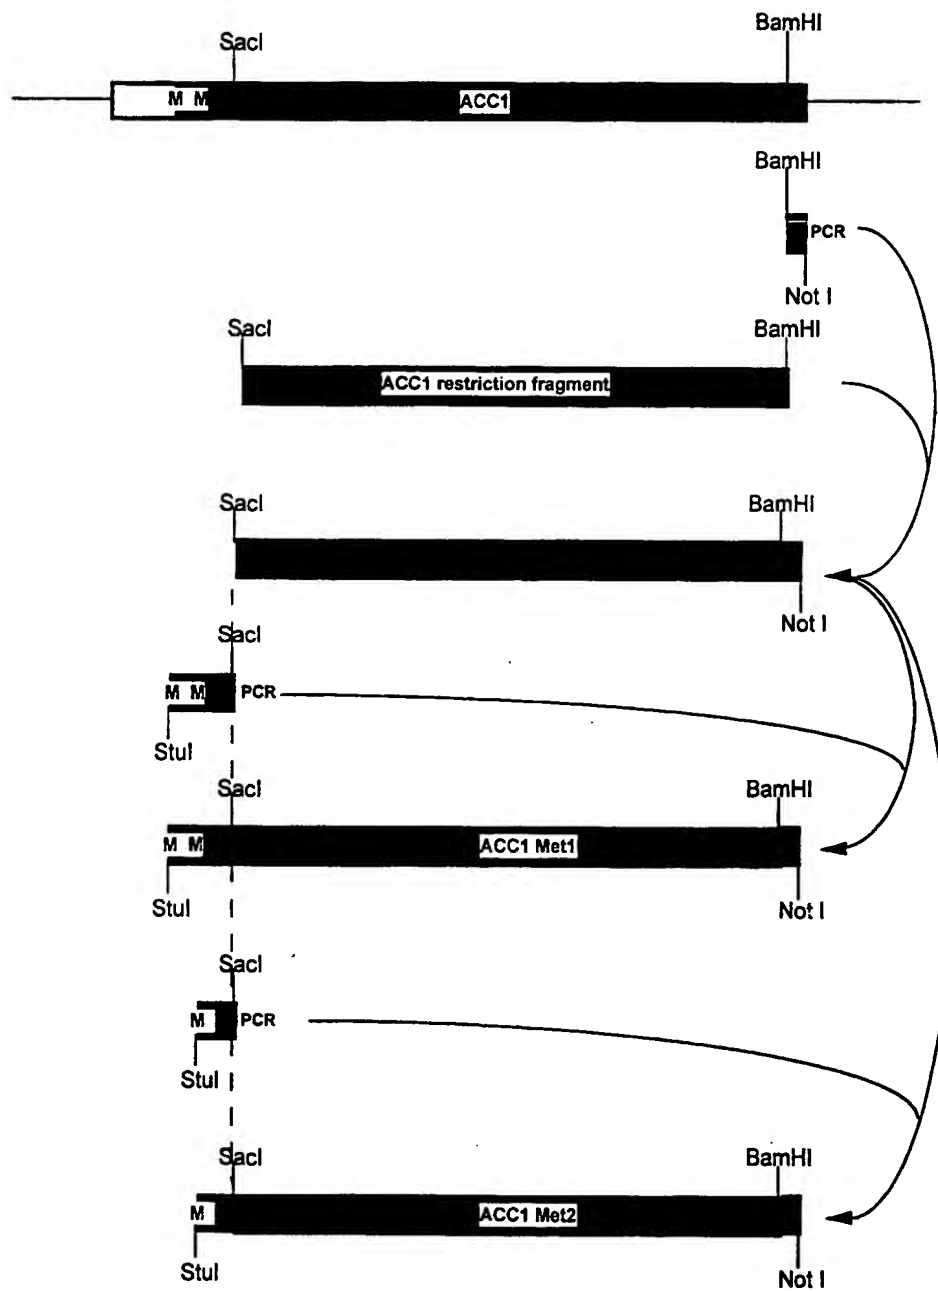 SacI
BamHI
M M
ACC1
BamHI
PCR
Not I
SacI
BamHI
ACC1 restriction fragment
SacI
BamHI
Not I
SacI
M M
PCR
StuI
SacI
BamHI
M M
ACC1 Met1
StuI
Not I
SacI
M
PCR
StuI
SacI
BamHI
M
ACC1 Met2
StuI
Not I